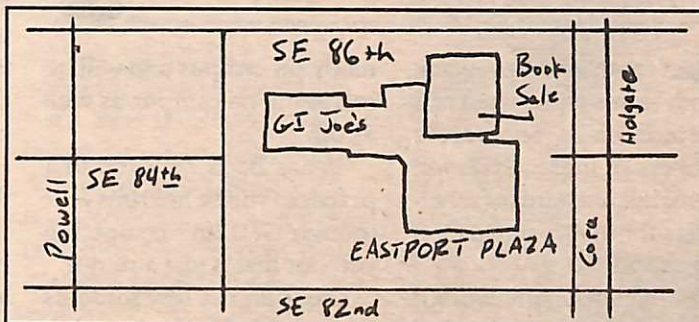 SE 86th
Book
Sale
GI Joe's
Holgate
SE 84th
Powell
EASTPORT PLAZA
Cora
SE 82nd